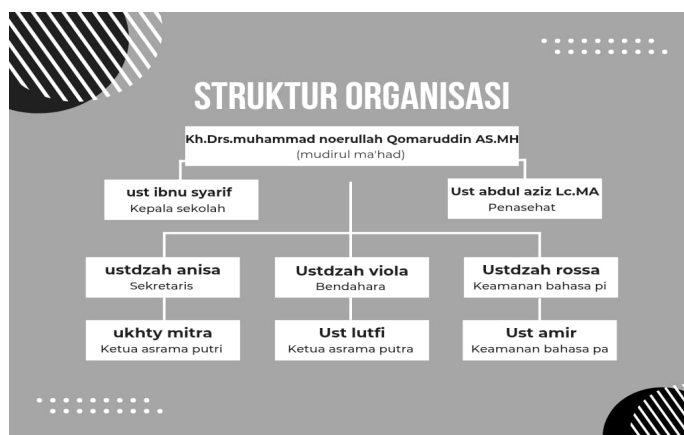 STRUKTUR ORGANISASI
Kh.Drs.muhammad noerullah Qomaruddin AS.MH
(mudirul ma'had)
ust ibnu syarif
Kepala sekolah
Ust abdul aziz Lc.MA
Penasehat
ustdzah anisa
Sekretaris
Ustdzah viola
Bendahara
Ustdzah rossa
Keamanan bahasa pi
ukhty mitra
Ketua asrama putri
Ust lutfi
Ketua asrama putra
Ust amir
Keamanan bahasa pa